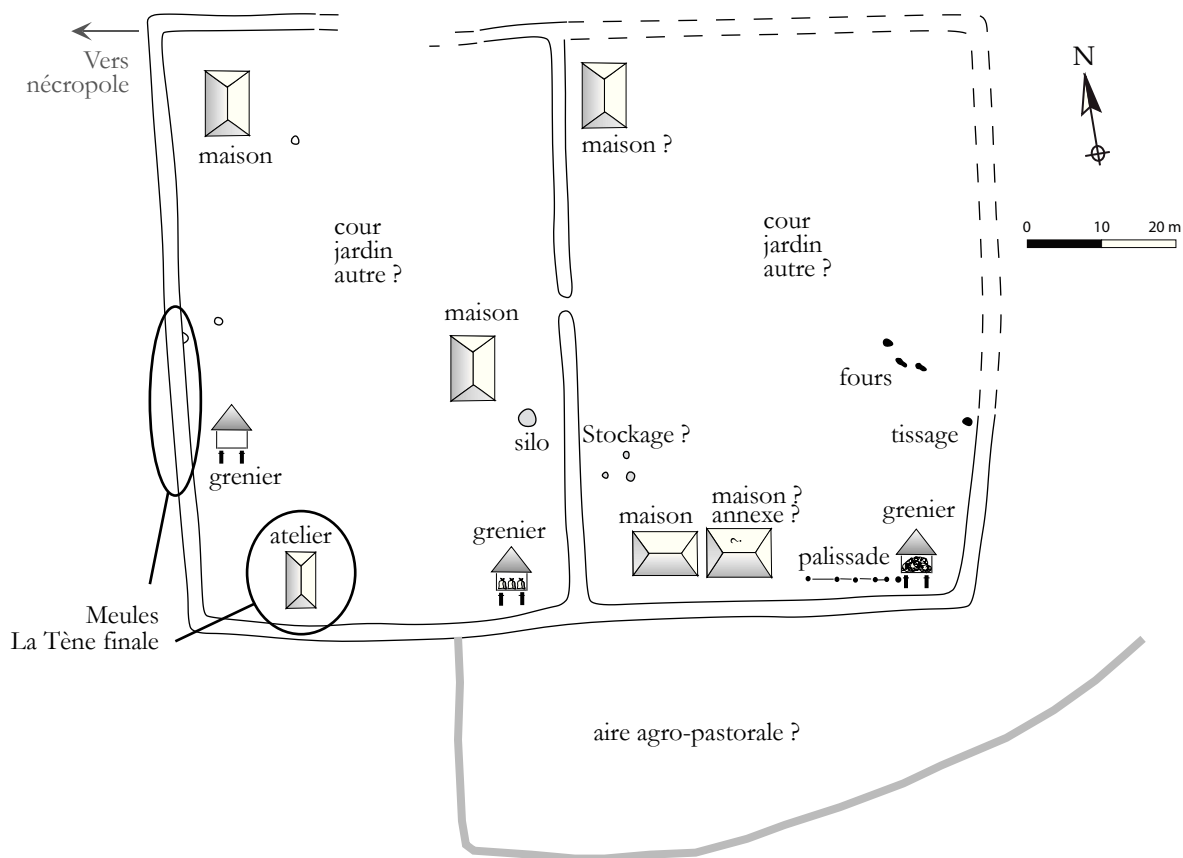 Vers
nécropole
N
maison
maison ?
cour
jardin
autre ?
cour
jardin
autre ?
0 10 20 m
maison
fours
silo
Stockage ?
tissage
grenier
maison ?
annexe ?
atelier
grenier
maison
grenier
?
palissade
Meules
La Tène finale
aire agro-pastorale ?